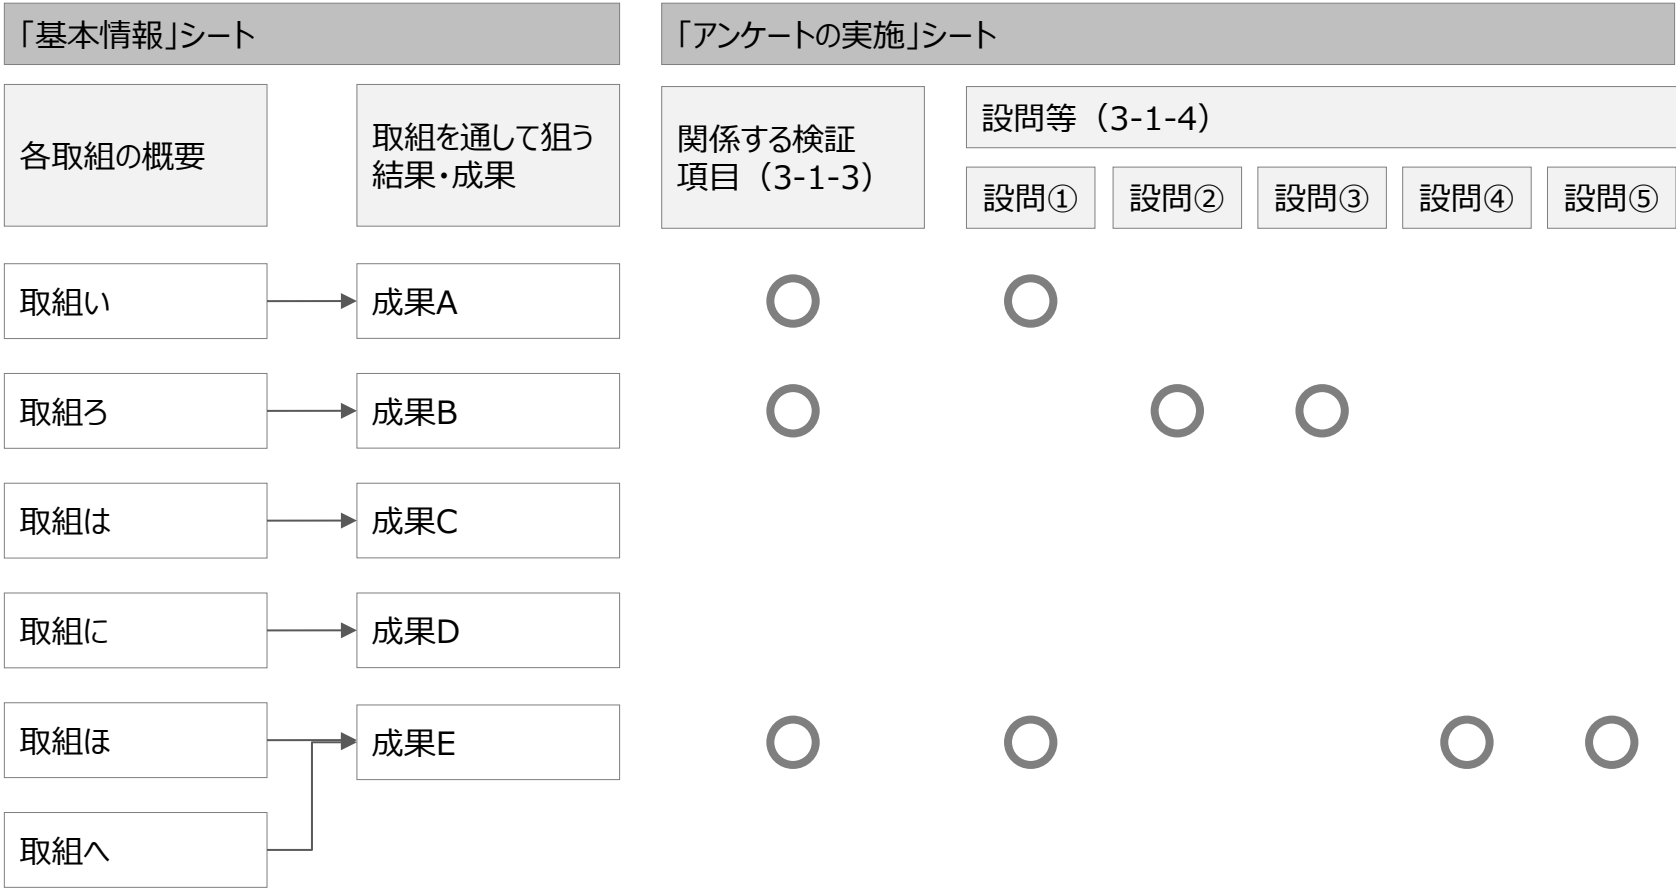 「基本情報」シート
「アンケートの実施」シート
各取組の概要
取組を通して狙う
結果・成果
関係する検証
項目（3-1-3）
設問等（3-1-4）
設問①
設問②
設問③
設問④
設問⑤
取組い
成果A
取組ろ
成果B
取組は
成果C
取組に
成果D
取組ほ
成果E
取組へ